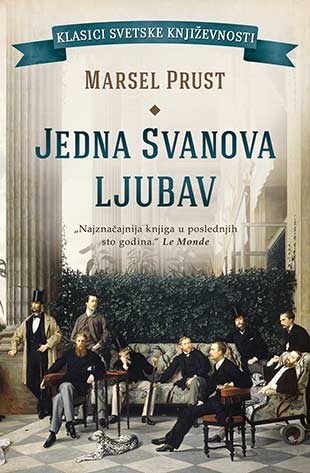 KLASICI SVETSKE KNJIŽEVNOSTI
MARSEL PRUST
JEDNA SVANOVA
LJUBAV
„Najznačajnija knjiga u poslednjih
sto godina.“ Le Monde